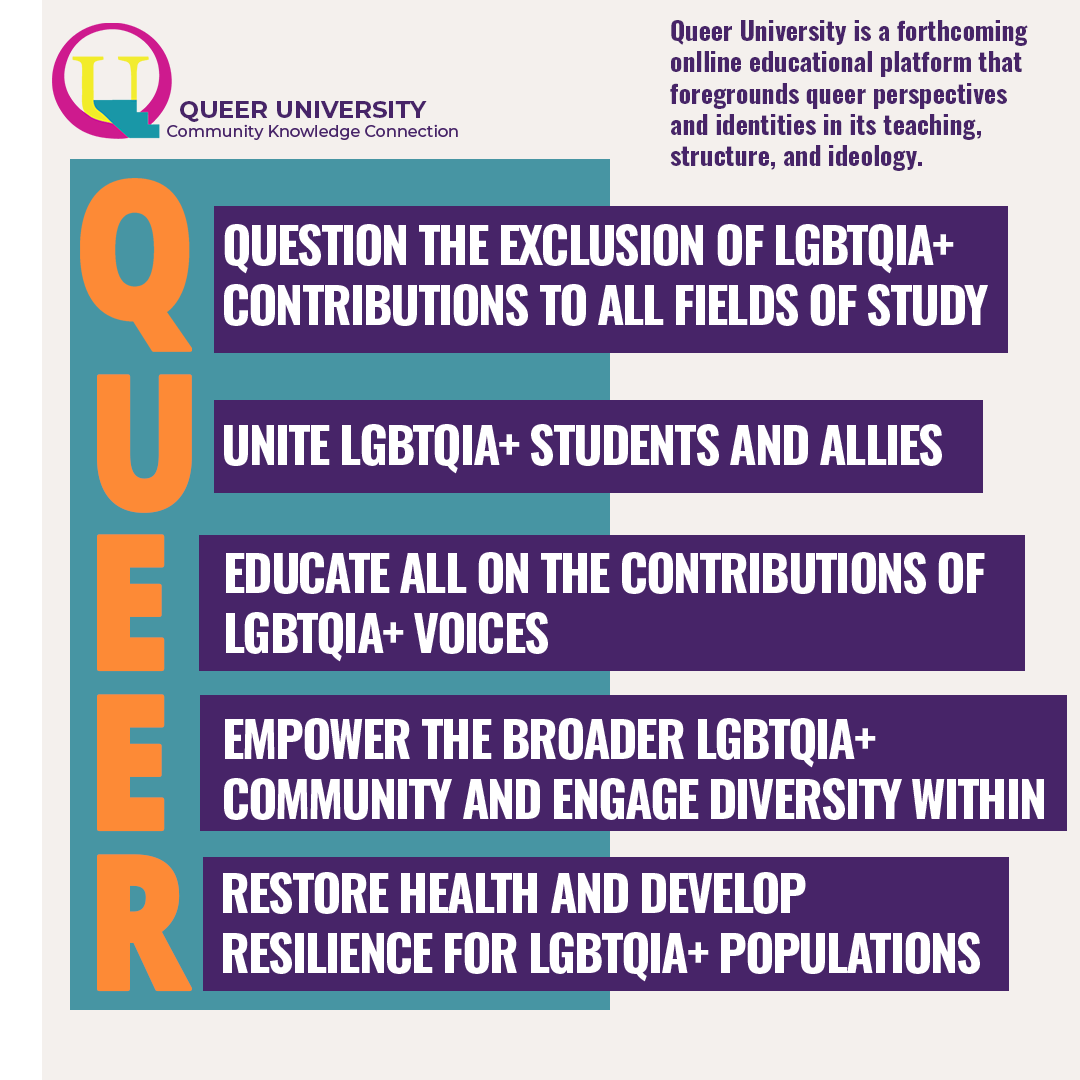 QU
QUEER UNIVERSITY
Community Knowledge Connection
Queer University is a forthcoming
onlline educational platform that
foregrounds queer perspectives
and identities in its teaching,
structure, and ideology.
Q
QUESTION THE EXCLUSION OF LGBTQIA+
CONTRIBUTIONS TO ALL FIELDS OF STUDY
U
UNITE LGBTQIA+ STUDENTS AND ALLIES
E
EDUCATE ALL ON THE CONTRIBUTIONS OF
LGBTQIA+ VOICES
E
EMPOWER THE BROADER LGBTQIA+
COMMUNITY AND ENGAGE DIVERSITY WITHIN
R
RESTORE HEALTH AND DEVELOP
RESILIENCE FOR LGBTQIA+ POPULATIONS